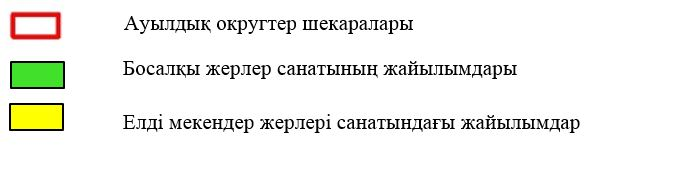 Ауылдық округтер шекаралары
Босалқы жерлер санатының жайылымдары
Елді мекендер жерлері санатындағы жайылымдар